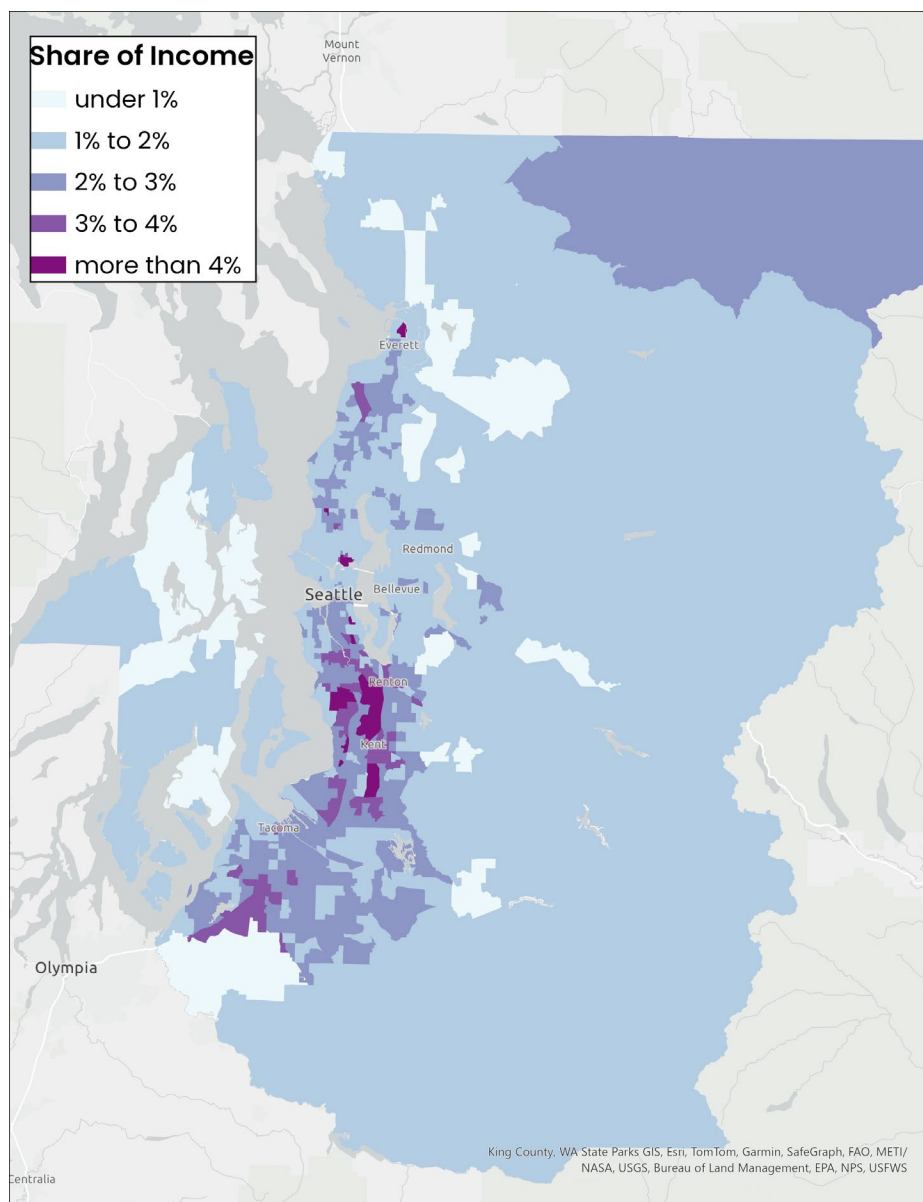 Share of Income
under 1%
1% to 2%
2% to 3%
3% to 4%
more than 4%
Mount
Vernon
Everett
Redmond
Bellevue
Seattle
Renton
Kent
Tacoma
Olympia
Centralia
King County, WA State Parks GIS, Esri, TomTom, Garmin, SafeGraph, FAO, METI/
NASA, USGS, Bureau of Land Management, EPA, NPS, USFWS